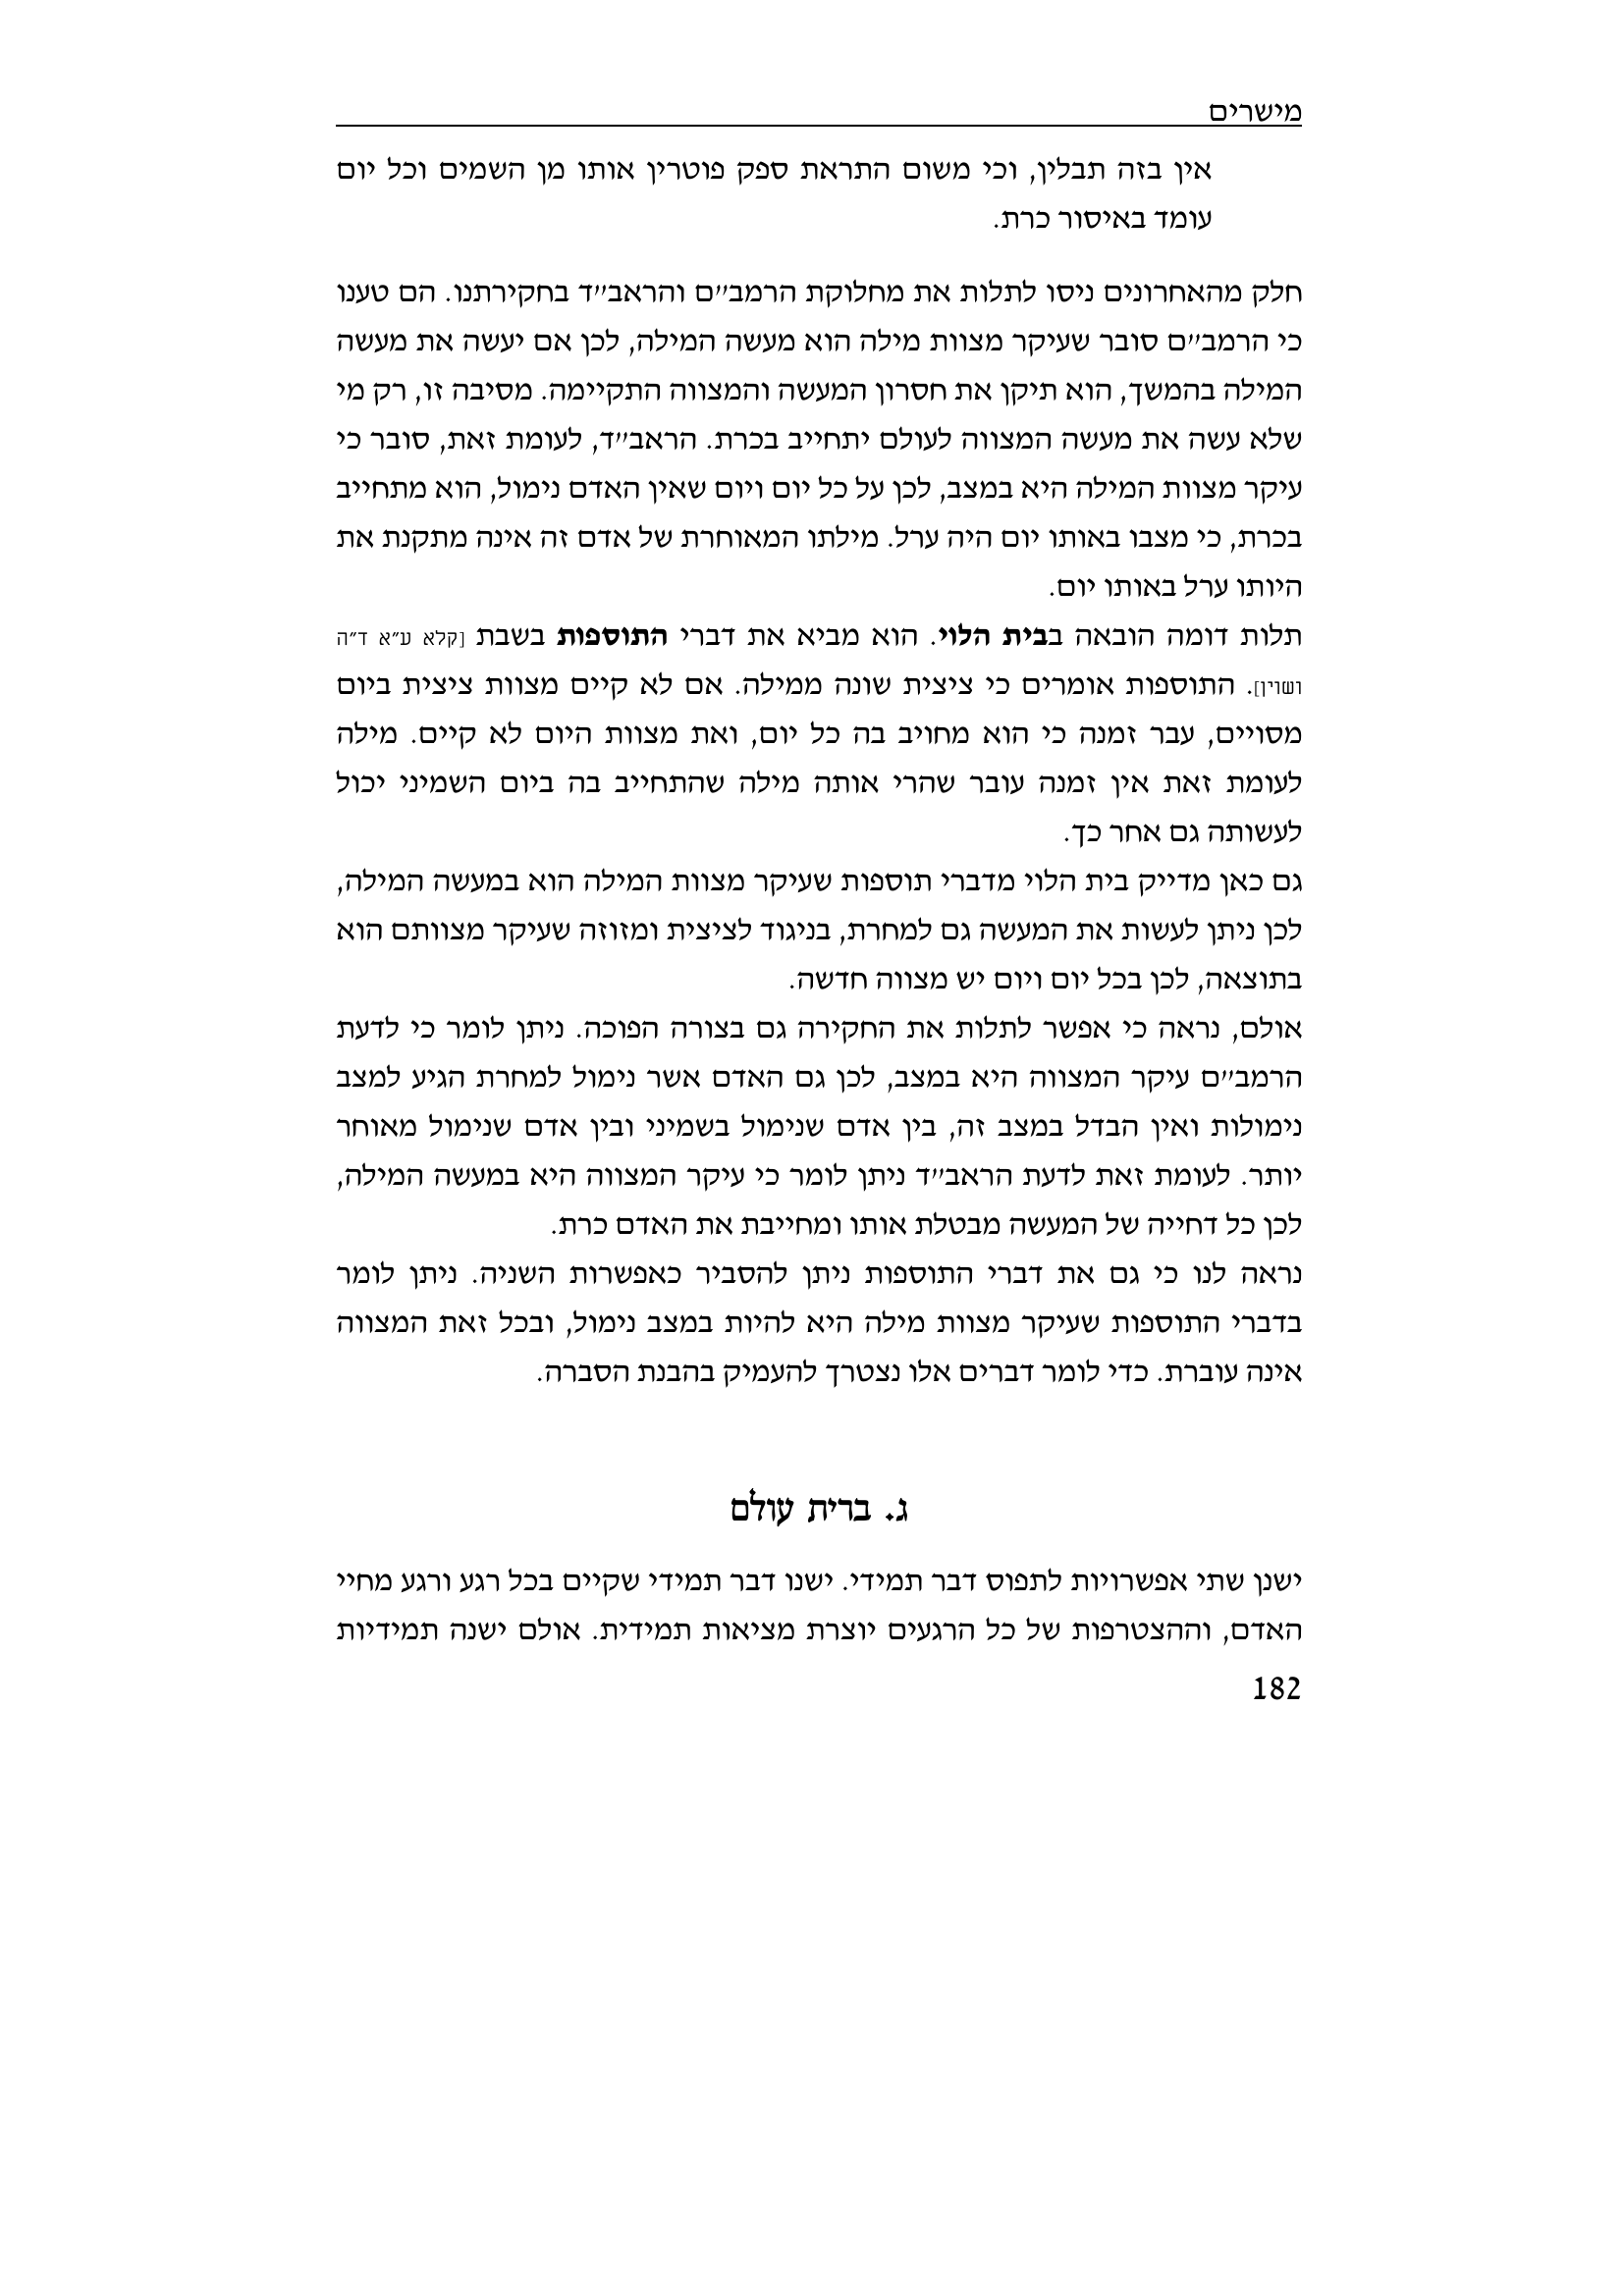 מישרים
אין בזה תבלין, וכי משום התראת ספק פוטרין אותו מן השמים וכל יום
עומד באיסור כרת.
חלק מהאחרונים ניסו לתלות את מחלוקת הרמב״ם והראב״ד בחקירתנו. הם טענו
כי הרמב״ם סובר שעיקר מצוות מילה הוא מעשה המילה, לכן אם יעשה את מעשה
המילה בהמשך, הוא תיקן את חסרון המעשה והמצווה התקיימה. מסיבה זו, רק מי
שלא עשה את מעשה המצווה לעולם יתחייב בכרת. הראב״ד, לעומת זאת, סובר כי
עיקר מצוות המילה היא במצב, לכן על כל יום ויום שאין האדם נימול, הוא מתחייב
בכרת, כי מצבו באותו יום היה ערל. מילתו המאוחרת של אדם זה אינה מתקנת את
היותו ערל באותו יום.
תלות דומה הובאה בבית הלוי. הוא מביא את דברי התוספות בשבת [קלא ע״א ד״ה
ושוין]. התוספות אומרים כי ציצית שונה ממילה. אם לא קיים מצוות ציצית ביום
מסויים, עבר זמנה כי הוא מחויב בה כל יום, ואת מצוות היום לא קיים. מילה
לעומת זאת אין זמנה עובר שהרי אותה מילה שהתחייב בה ביום השמיני יכול
לעשותה גם אחר כך.
גם כאן מדייק בית הלוי מדברי תוספות שעיקר מצוות המילה הוא במעשה המילה,
לכן ניתן לעשות את המעשה גם למחרת, בניגוד לציצית ומזוזה שעיקר מצוותם הוא
בתוצאה, לכן בכל יום ויום יש מצווה חדשה.
אולם, נראה כי אפשר לתלות את החקירה גם בצורה הפוכה. ניתן לומר כי לדעת
הרמב״ם עיקר המצווה היא במצב, לכן גם האדם אשר נימול למחרת הגיע למצב
נימולות ואין הבדל במצב זה, בין אדם שנימול בשמיני ובין אדם שנימול מאוחר
יותר. לעומת זאת לדעת הראב״ד ניתן לומר כי עיקר המצווה היא במעשה המילה,
לכן כל דחייה של המעשה מבטלת אותו ומחייבת את האדם כרת.
נראה לנו כי גם את דברי התוספות ניתן להסביר כאפשרות השניה. ניתן לומר
בדברי התוספות שעיקר מצוות מילה היא להיות במצב נימול, ובכל זאת המצווה
אינה עוברת. כדי לומר דברים אלו נצטרך להעמיק בהבנת הסברה.
ג. ברית עולם
ישנן שתי אפשרויות לתפוס דבר תמידי. ישנו דבר תמידי שקיים בכל רגע ורגע מחיי
האדם, וההצטרפות של כל הרגעים יוצרת מציאות תמידית. אולם ישנה תמידיות
182